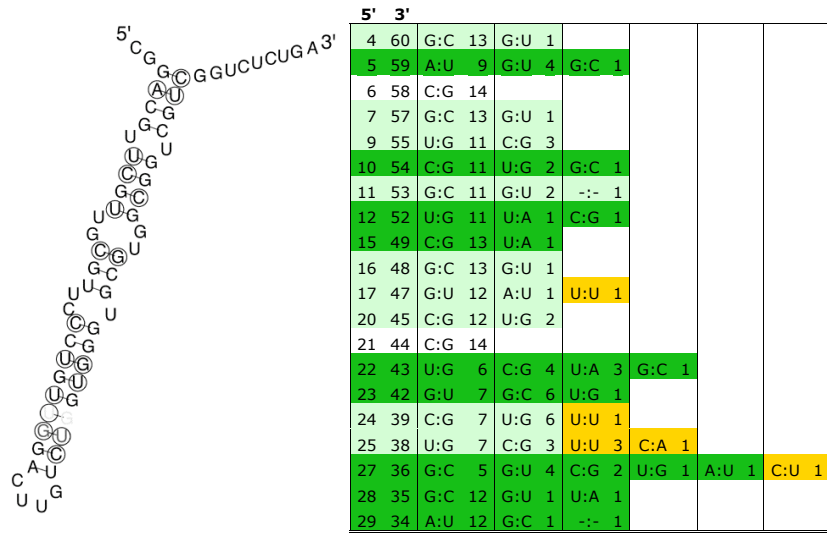 5' 3'
4 60 G:C 13 G:U 1
5 59 A:U 9 G:U 4 G:C 1
6 58 C:G 14
7 57 G:C 13 G:U 1
9 55 U:G 11 C:G 3
10 54 C:G 11 U:G 2 G:C 1
11 53 G:C 11 G:U 2 -:- 1
12 52 U:G 11 U:A 1 C:G 1
15 49 C:G 13 U:A 1
16 48 G:C 13 G:U 1
17 47 G:U 12 A:U 1 U:U 1
20 45 C:G 12 U:G 2
21 44 C:G 14
22 43 U:G 6 C:G 4 U:A 3 G:C 1
23 42 G:U 7 G:C 6 U:G 1
24 39 C:G 7 U:G 6 U:U 1
25 38 U:G 7 C:G 3 U:U 3 C:A 1
27 36 G:C 5 G:U 4 C:G 2 U:G 1 A:U 1 C:U 1
28 35 G:C 12 G:U 1 U:A 1
29 34 A:U 12 G:C 1 -:- 1
5'
CGGACG
CGGUCUCUGA3'